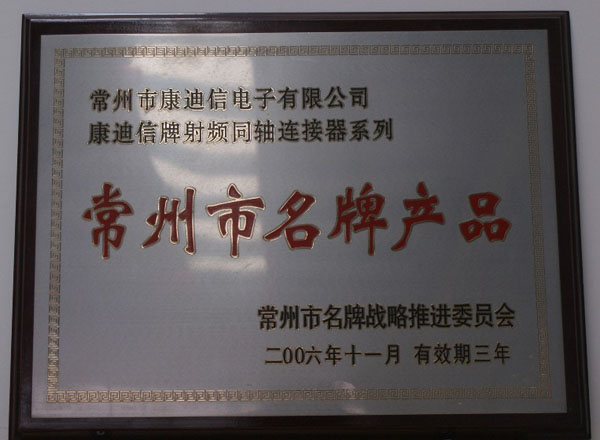 常州市康迪信电子有限公司
康迪信牌射频同轴连接器系列
常州市名牌产品
常州市名牌战略推进委员会
二00六年十一月 有效期三年